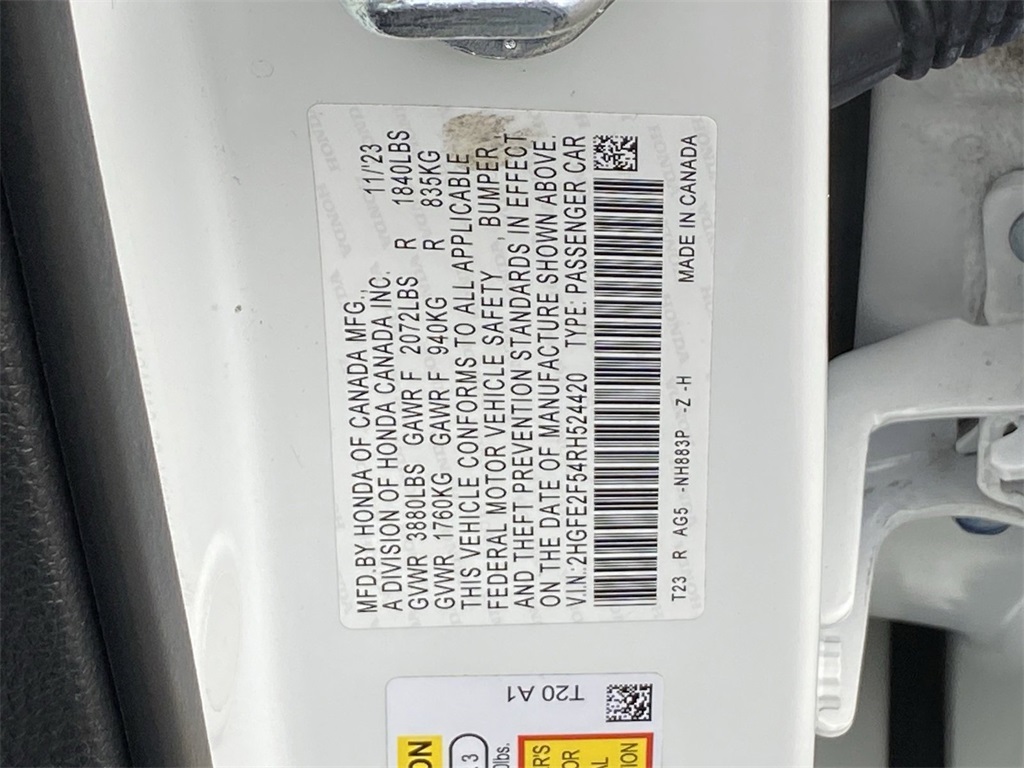 MFD.BY HONDA OF CANADA MFG., 11/23
A DIVISION OF HONDA CANADA INC.
GVWR 3880LBS GAWR F 2072LBS R 1840LBS
GVWR 1760KG GAWR F 940KG R 835KG
THIS VEHICLE CONFORMS TO ALL APPLICABLE
FEDERAL MOTOR VEHICLE SAFETY , BUMPER ,
AND THEFT PREVENTION STANDARDS IN EFFECT
ON THE DATE OF MANUFACTURE SHOWN ABOVE.
V.I.N.:2HGFE2F54RH524420 TYPE: PASSENGER CAR
T23 R AG5 -NH883P -Z -H MADE IN CANADA
T20 A1